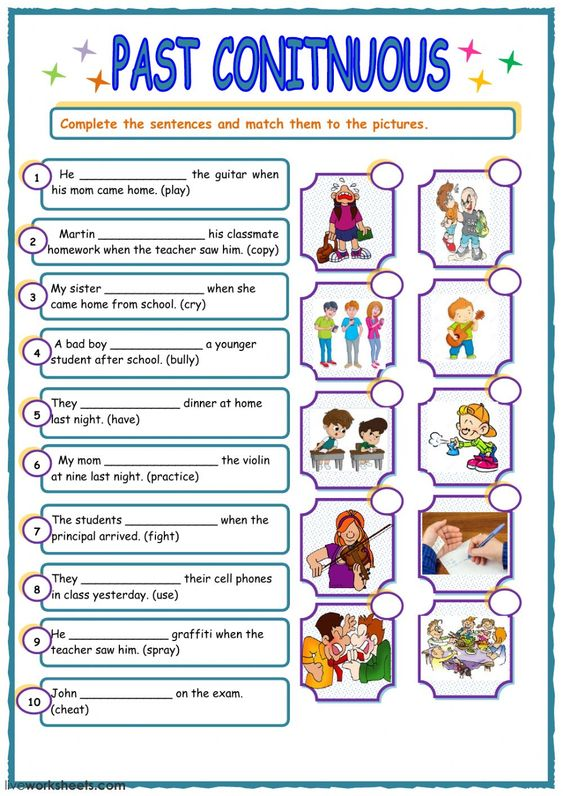 PAST CONITNUOUS
Complete the sentences and match them to the pictures.
1
He ________________ the guitar when
his mom came home. (play)
2
Martin ________________ his classmate
homework when the teacher saw him. (copy)
3
My sister _______________ when she
came home from school. (cry)
4
A bad boy ______________ a younger
student after school. (bully)
5
They _______________ dinner at home
last night. (have)
6
My mom _________________ the violin
at nine last night. (practice)
7
The students ______________ when the
principal arrived. (fight)
8
They _______________ their cell phones
in class yesterday. (use)
9
He _______________ graffiti when the
teacher saw him. (spray)
10
John ______________ on the exam.
(cheat)
liveworksheets.com